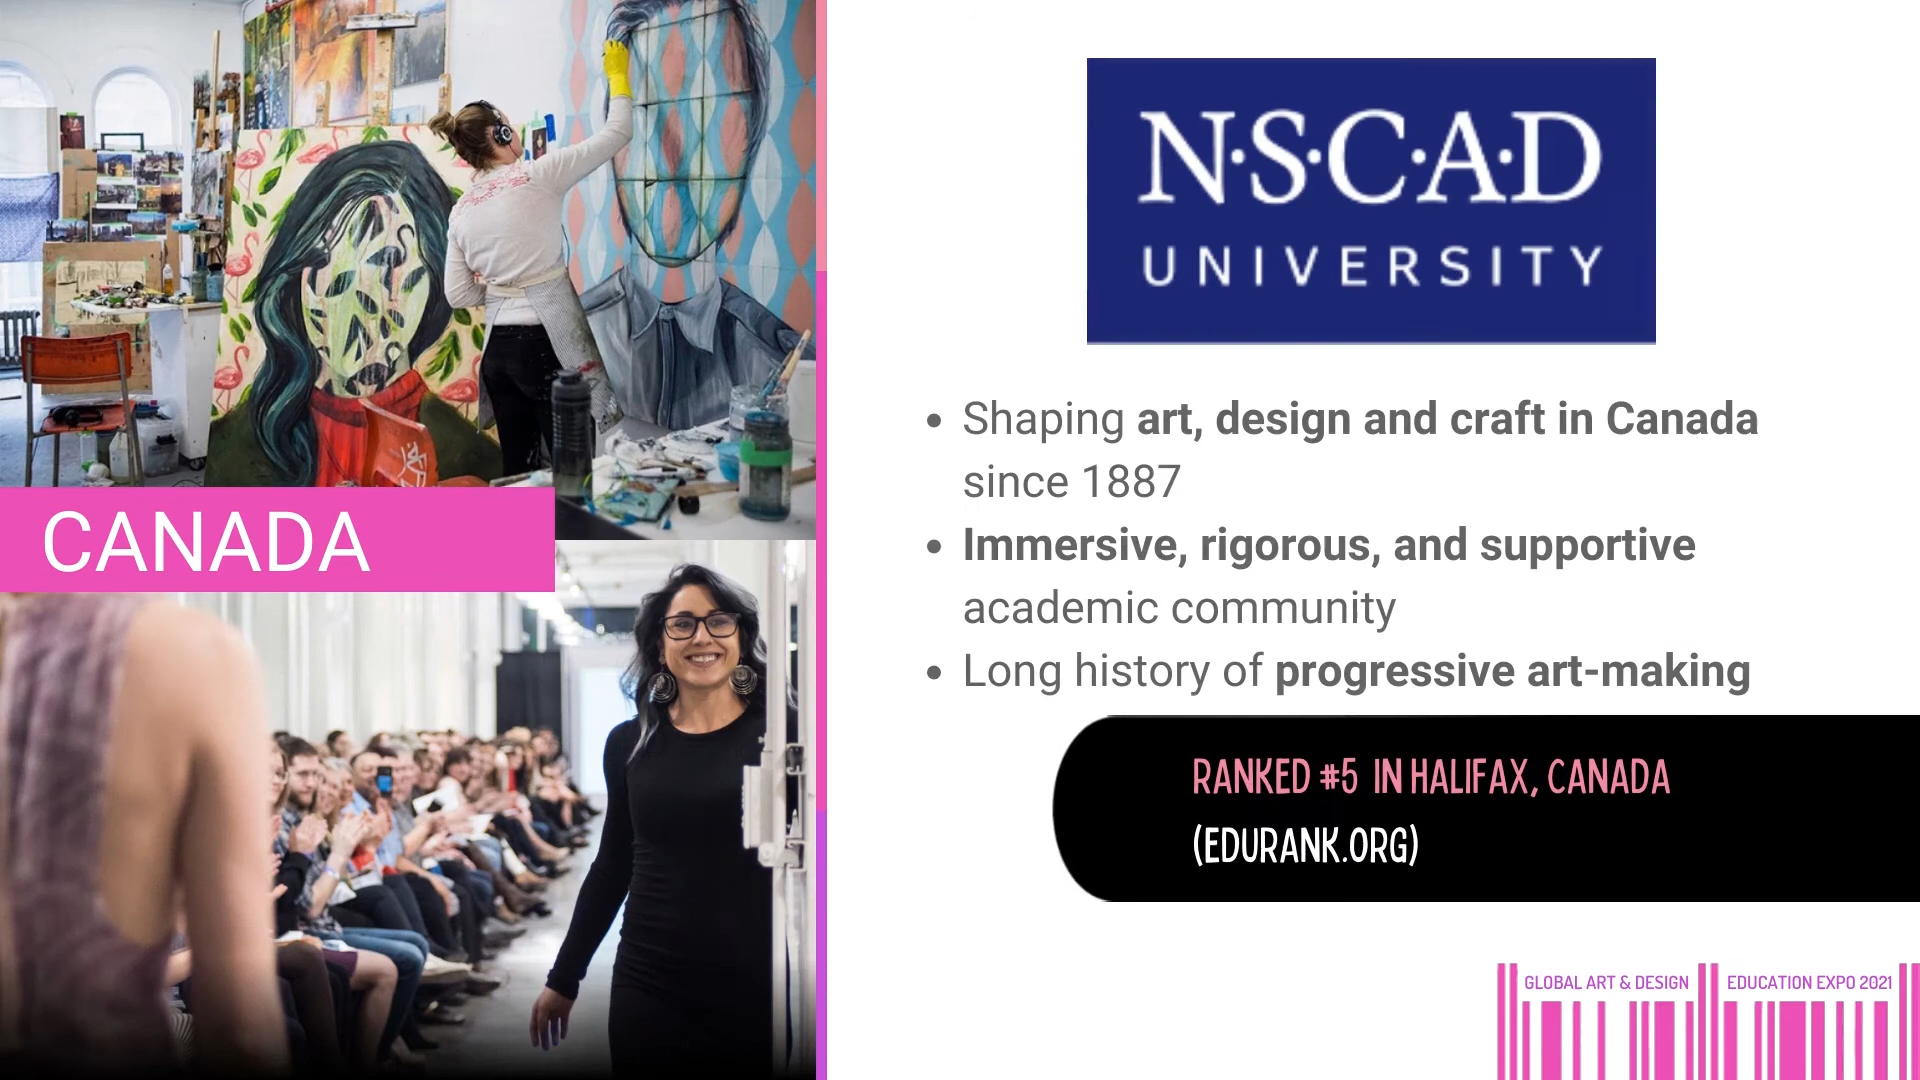 CANADA
N·S·C·A·D
UNIVERSITY
• Shaping art, design and craft in Canada
since 1887
• Immersive, rigorous, and supportive
academic community
• Long history of progressive art-making
RANKED #5 IN HALIFAX, CANADA
(EDURANK.ORG)
GLOBAL ART & DESIGN EDUCATION EXPO 2021